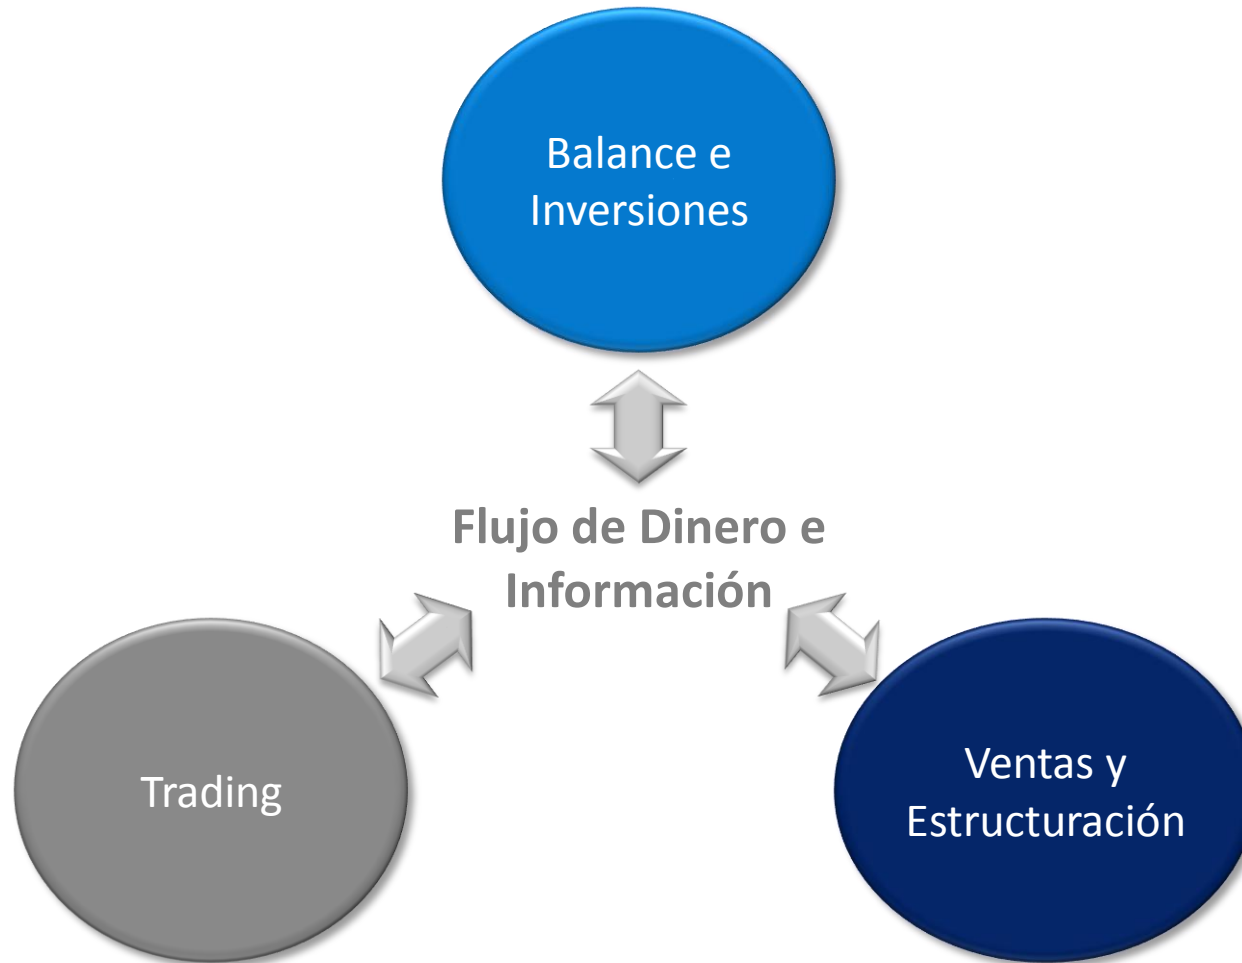 Balance e
Inversiones
Flujo de Dinero e
Información
Trading
Ventas y
Estructuración